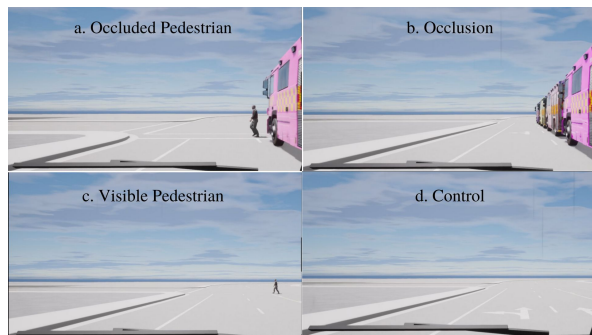 a. Occluded Pedestrian
b. Occlusion
c. Visible Pedestrian
d. Control